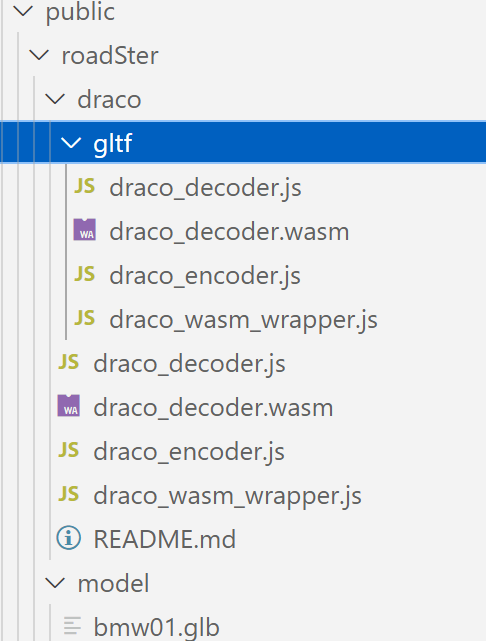 public
roadSter
draco
gltf
JS draco_decoder.js
WA draco_decoder.wasm
JS draco_encoder.js
JS draco_wasm_wrapper.js
JS draco_decoder.js
WA draco_decoder.wasm
JS draco_encoder.js
JS draco_wasm_wrapper.js
README.md
model
bmw01.glb